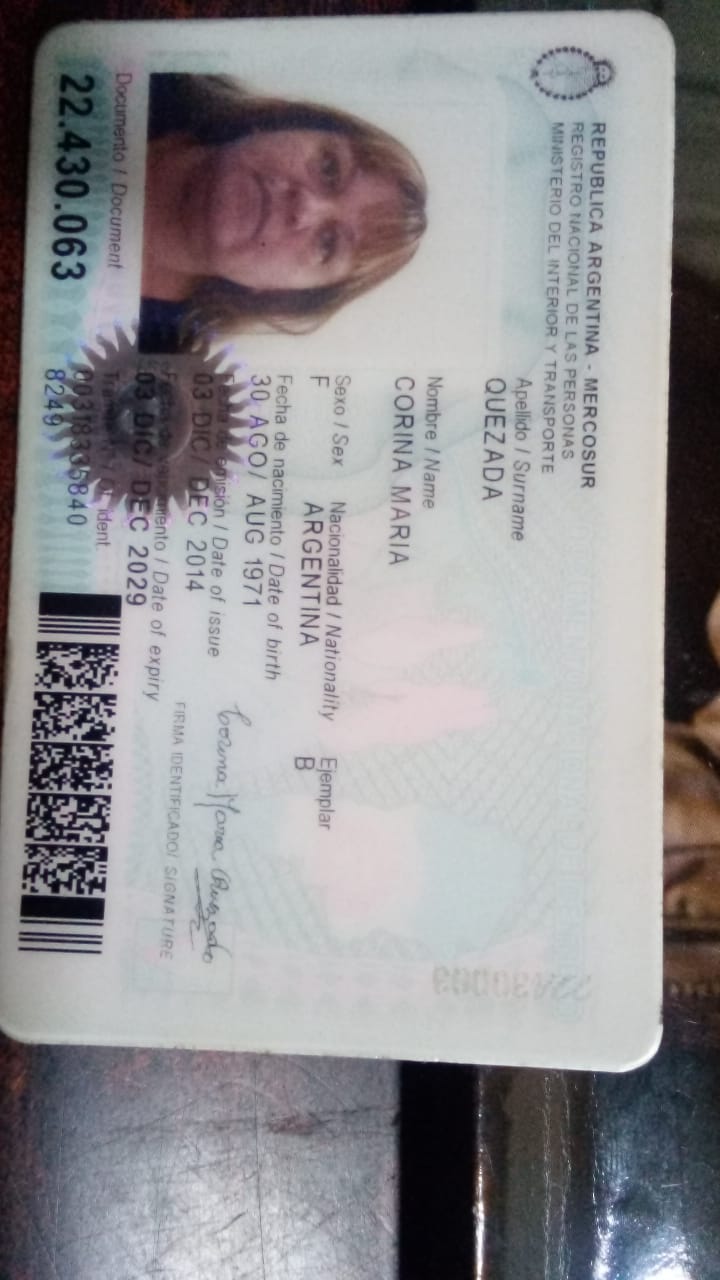 REPUBLICA ARGENTINA - MERCOSUR
REGISTRO NACIONAL DE LAS PERSONAS
MINISTERIO DEL INTERIOR Y TRANSPORTE
Apellido / Surname
QUEZADA
Nombre / Name
CORINA MARIA
Sexo / Sex Nacionalidad / Nationality Ejemplar
F ARGENTINA B
Fecha de nacimiento / Date of birth
30 AGO/ AUG 1971
Fecha de emisión / Date of issue
03 DIC/ DEC 2014
Fecha de vencimiento / Date of expiry
03 DIC/ DEC 2029
Corina Maria Quezada
FIRMA IDENTIFICADO/ SIGNATURE
Documento / Document
22.430.063
ident.
8249
22430063